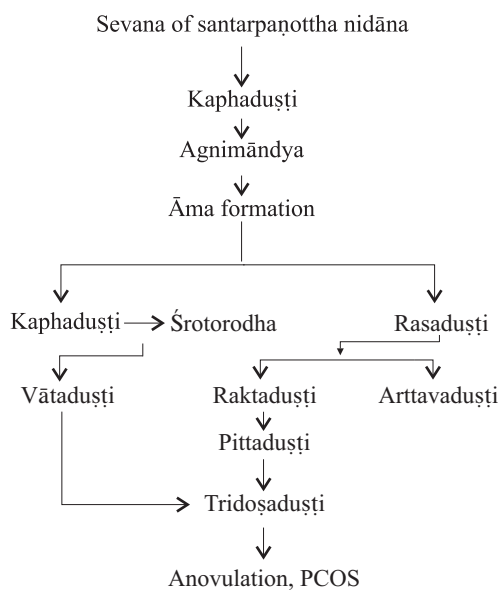 Sevana of santarpaṇottha nidāna
Kaphaduṣṭi
Agnimāndya
Āma formation
Kaphaduṣṭi
Śrotorodha
Rasaduṣṭi
Vātaduṣṭi
Raktaduṣṭi
Arttavaduṣṭi
Pittaduṣṭi
Tridoṣaduṣṭi
Anovulation, PCOS